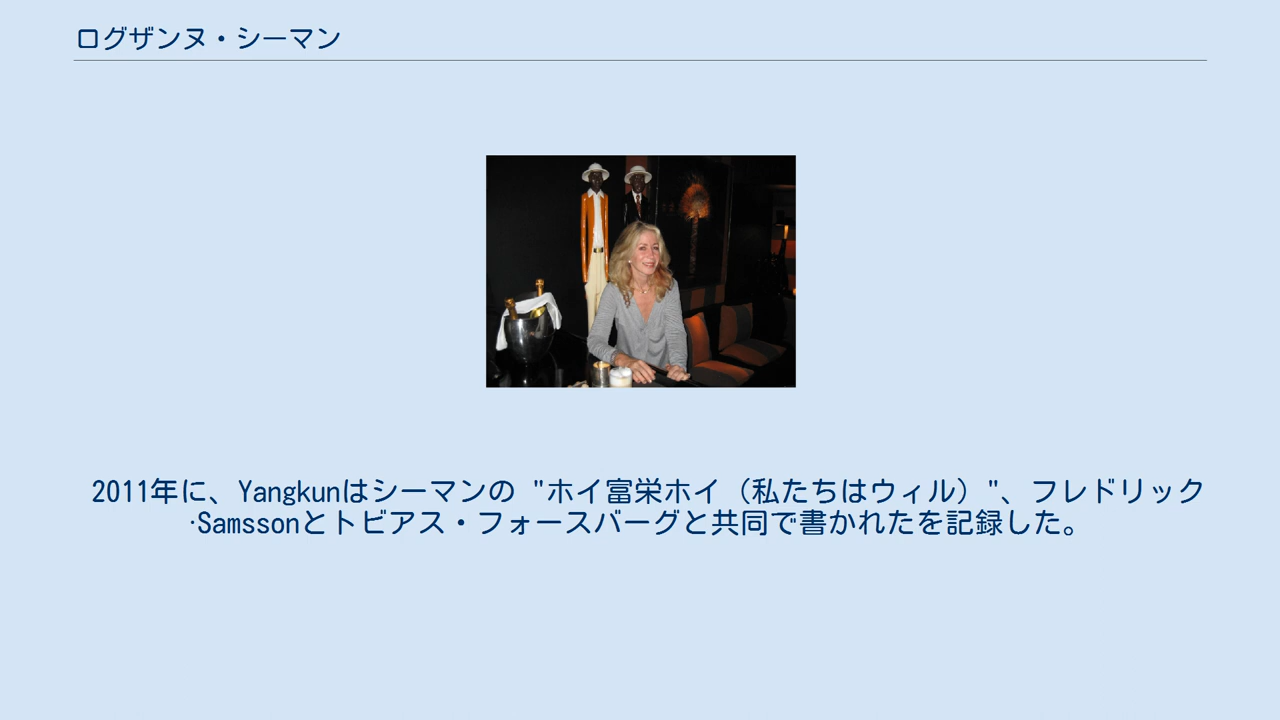 ログザンヌ・シーマン
2011年に、Yangkunはシーマンの "ホイ富栄ホイ（私たちはウィル）"、フレドリック
·Samssonとトビアス・フォースバーグと共同で書かれたを記録した。